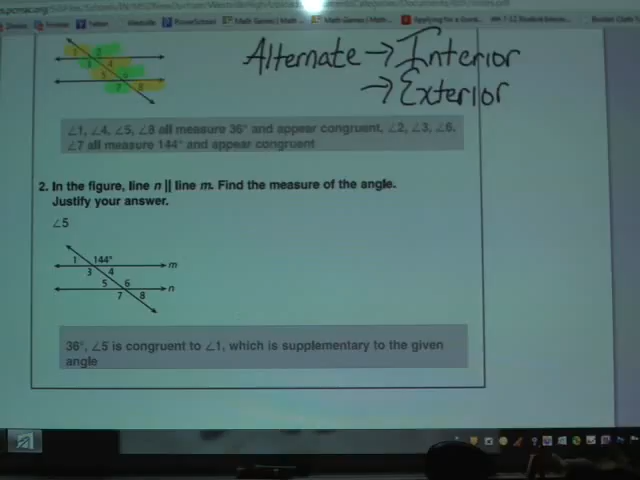 Alternate → Interior
→ Exterior
1 2
3 4
5 6
7 8
∠1, ∠4, ∠5, ∠8 all measure 36° and appear congruent, ∠2, ∠3, ∠6,
∠7 all measure 144° and appear congruent
2. In the figure, line n || line m. Find the measure of the angle.
Justify your answer.
∠5
1 144°
m
3 4
5 6
n
7 8
36°, ∠5 is congruent to ∠1, which is supplementary to the given
angle